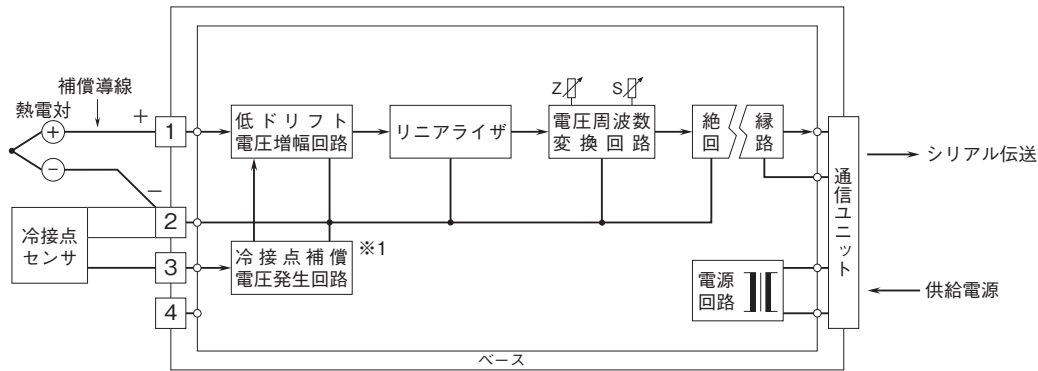 補償導線
熱電対
+
+
−
−
1
2
3
4
冷接点
センサ
低ドリフト
電圧増幅回路
リニアライザ
Z
S
電圧周波数
変換回路
絶縁
回路
冷接点補償
電圧発生回路
※1
電源
回路
通信ユニット
シリアル伝送
供給電源
ベース